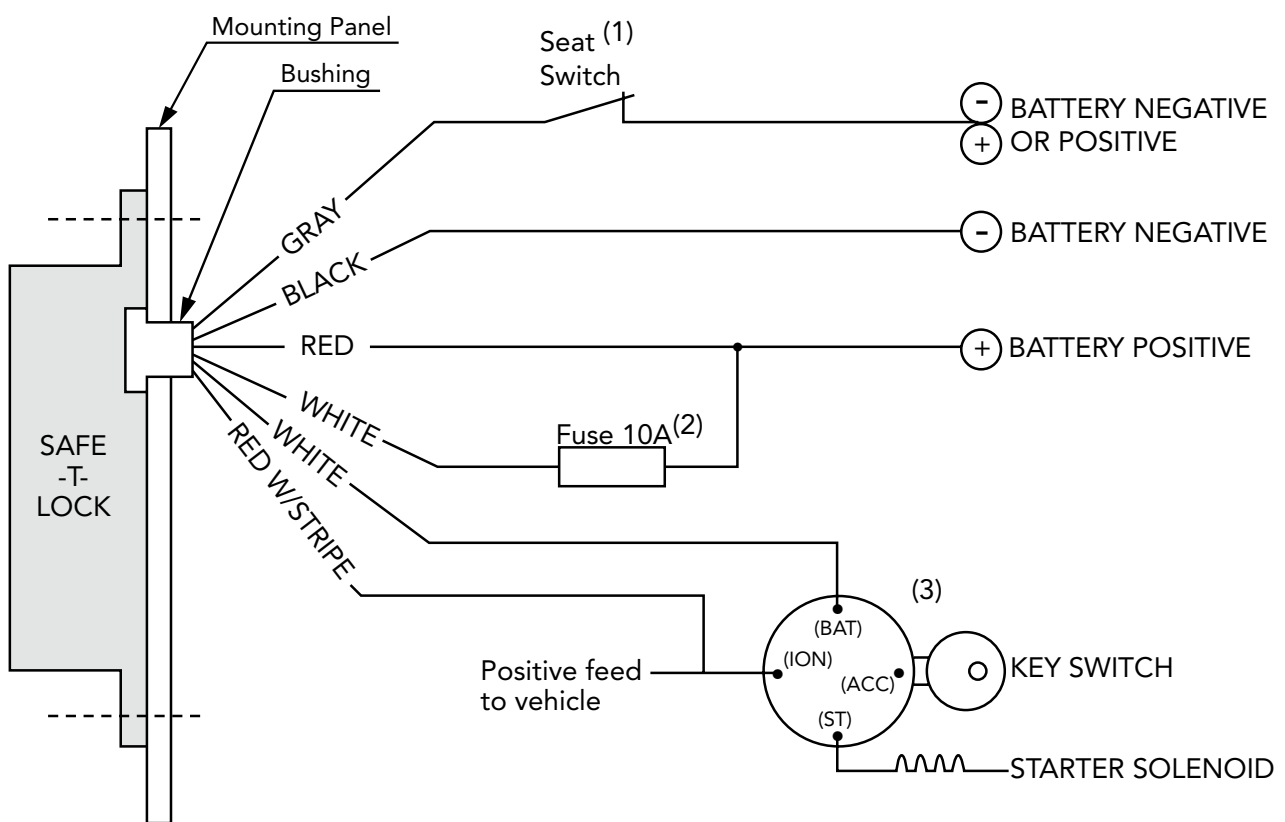 Mounting Panel
Bushing
Seat (1)
Switch
- BATTERY NEGATIVE
+ OR POSITIVE
GRAY
BLACK
- BATTERY NEGATIVE
RED
+ BATTERY POSITIVE
WHITE
Fuse 10A(2)
WHITE
RED W/STRIPE
SAFE
-T-
LOCK
(3)
(BAT)
(ION)
(ACC)
(ST)
KEY SWITCH
Positive feed
to vehicle
STARTER SOLENOID